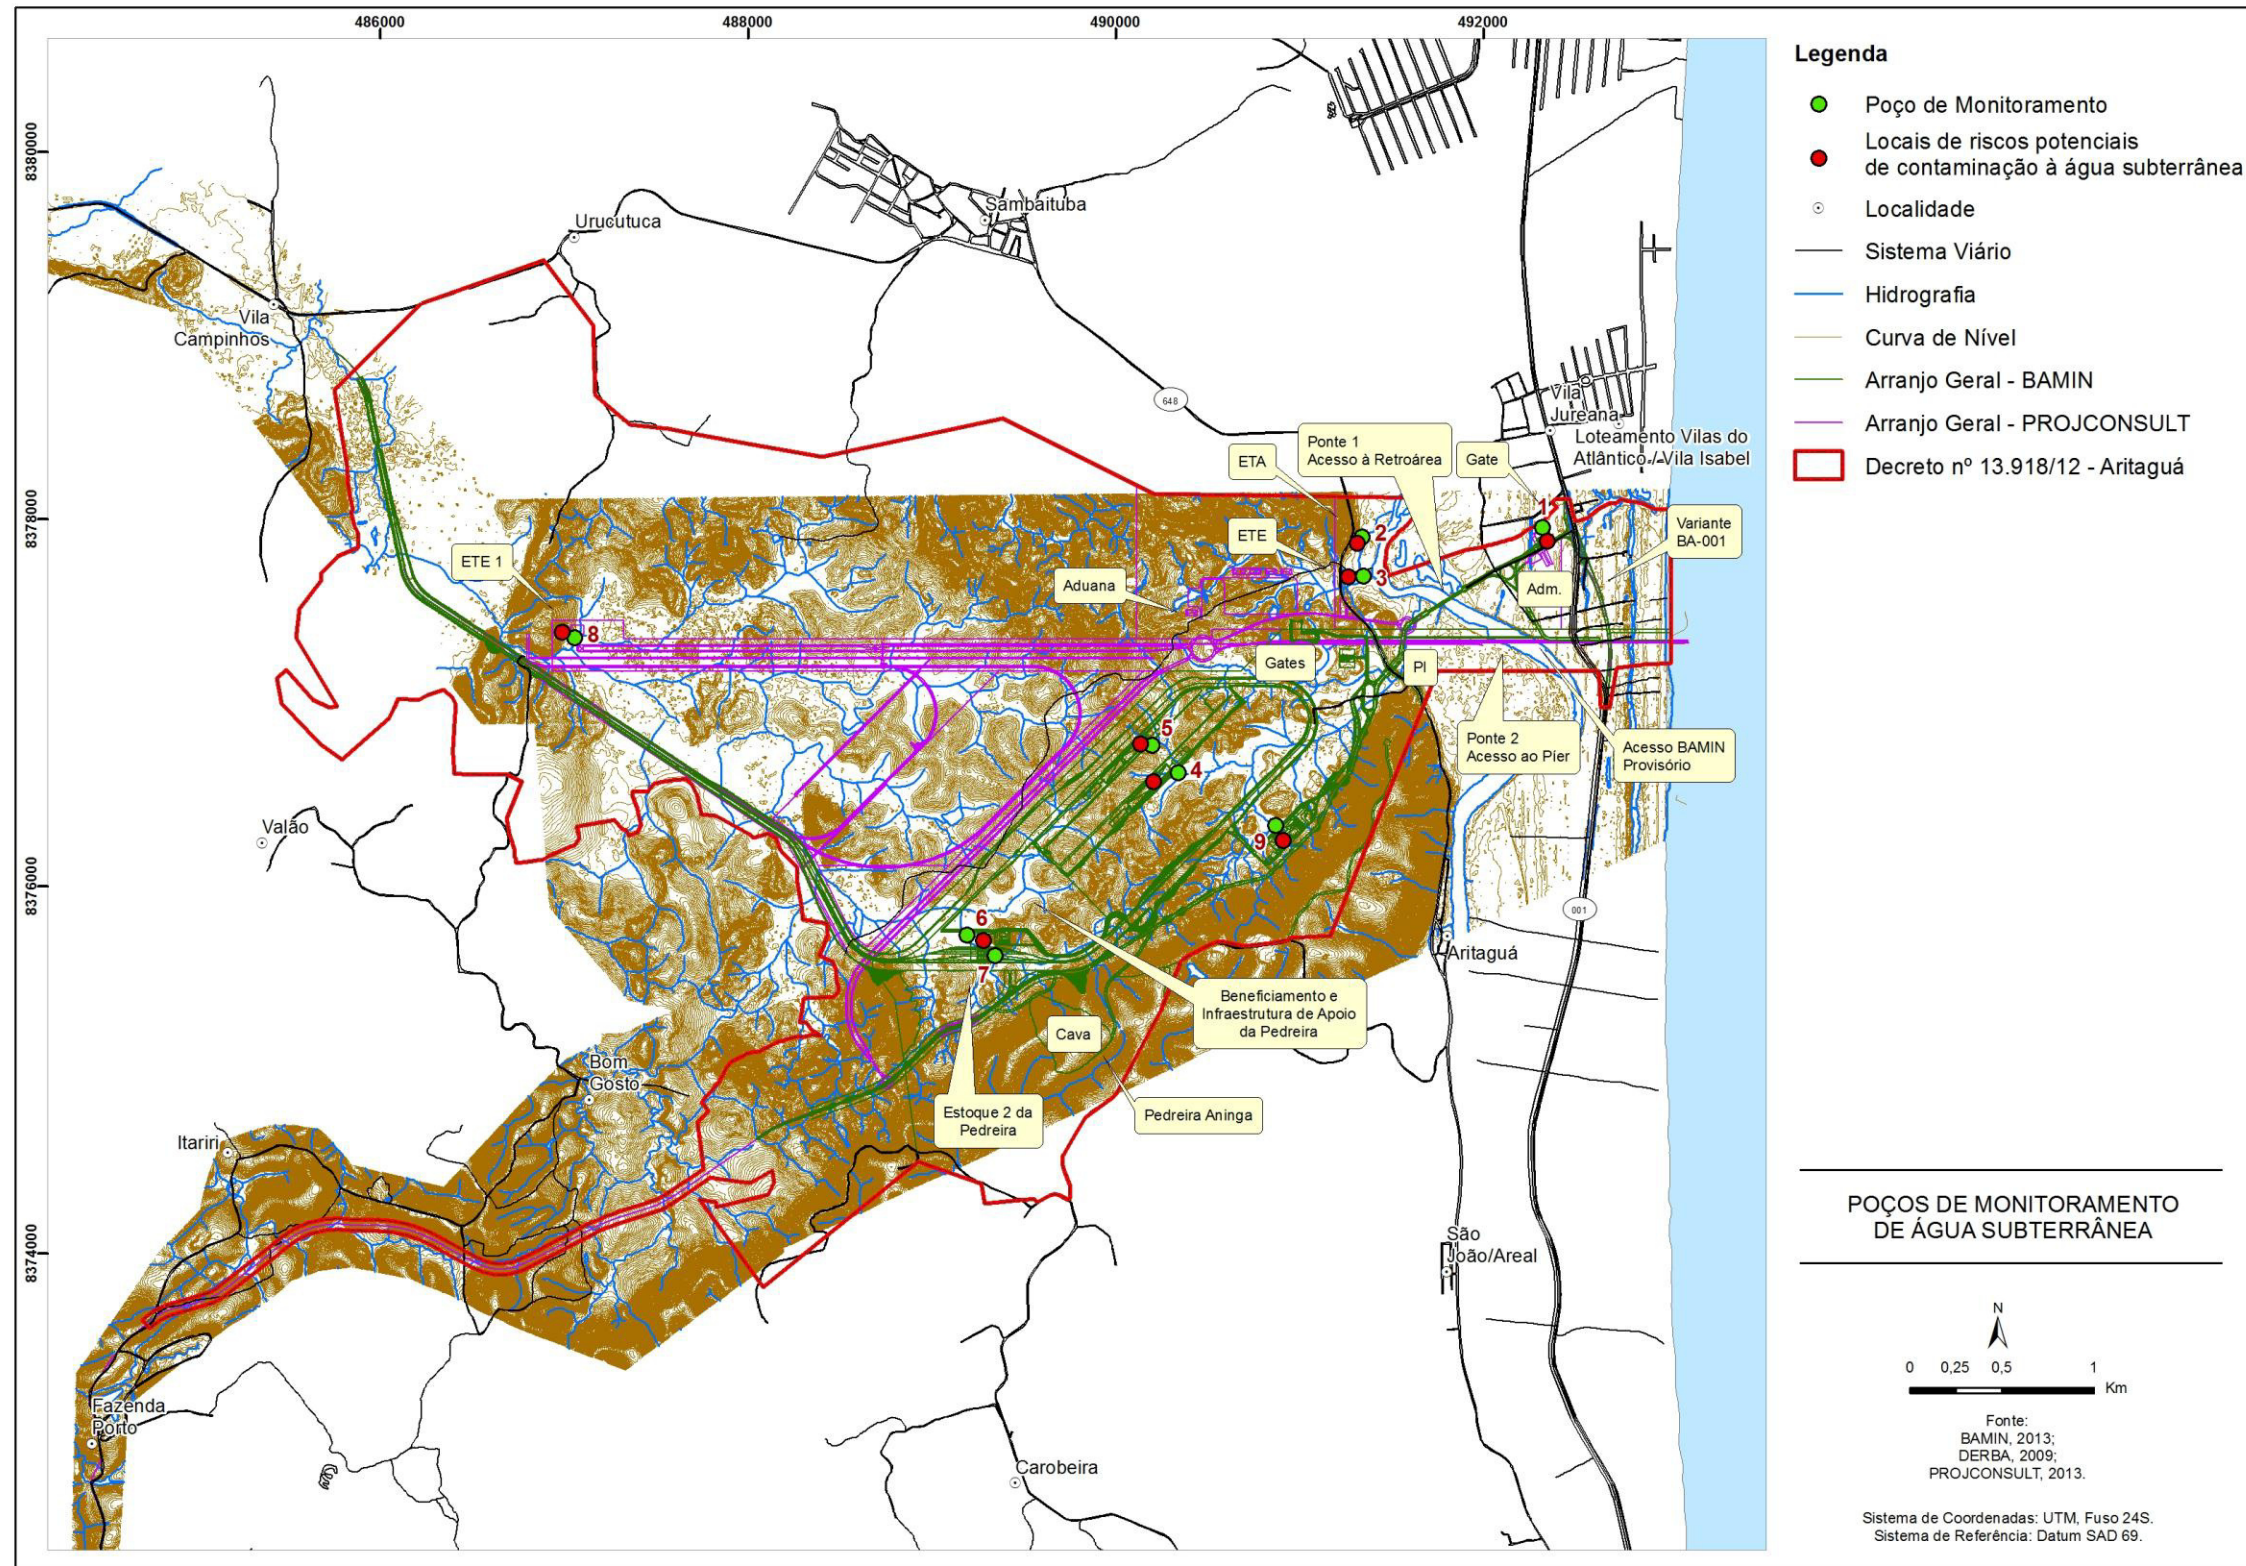 486000
488000
490000
492000
8380000
8378000
8376000
8374000
Urucutuca
Sambaituba
Vila
Campinhos
648
Vila
Jureana
Loteamento Vilas do
Atlântico / Vila Isabel
Ponte 1
Acesso à Retroárea
ETA
Gate
ETE
ETE 1
Aduana
Variante
BA-001
Adm.
1
2
3
8
Gates
PI
5
4
9
Ponte 2
Acesso ao Píer
Acesso BAMIN
Provisório
Valão
6
7
001
Aritaguá
Beneficiamento e
Infraestrutura de Apoio
da Pedreira
Cava
Bom
Gosto
Estoque 2 da
Pedreira
Pedreira Aninga
Itariri
São
João/Areal
Fazenda
Porto
Carobeira
Legenda
Poço de Monitoramento
Locais de riscos potenciais
de contaminação à água subterrânea
Localidade
Sistema Viário
Hidrografia
Curva de Nível
Arranjo Geral - BAMIN
Arranjo Geral - PROJCONSULT
Decreto nº 13.918/12 - Aritaguá
POÇOS DE MONITORAMENTO
DE ÁGUA SUBTERRÂNEA
N
0 0,25 0,5 1
Km
Fonte:
BAMIN, 2013;
DERBA, 2009;
PROJCONSULT, 2013.
Sistema de Coordenadas: UTM, Fuso 24S.
Sistema de Referência: Datum SAD 69.